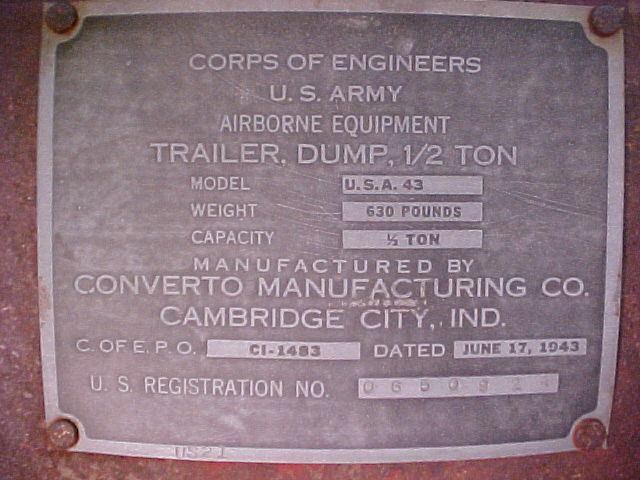 CORPS OF ENGINEERS
U. S. ARMY
AIRBORNE EQUIPMENT
TRAILER, DUMP, 1/2 TON
MODEL U.S.A. 43
WEIGHT 630 POUNDS
CAPACITY ½ TON
MANUFACTURED BY
CONVERTO MANUFACTURING CO.
CAMBRIDGE CITY, IND.
C. OF E. P. O. CI-1483 DATED JUNE 17, 1943
U. S. REGISTRATION NO.